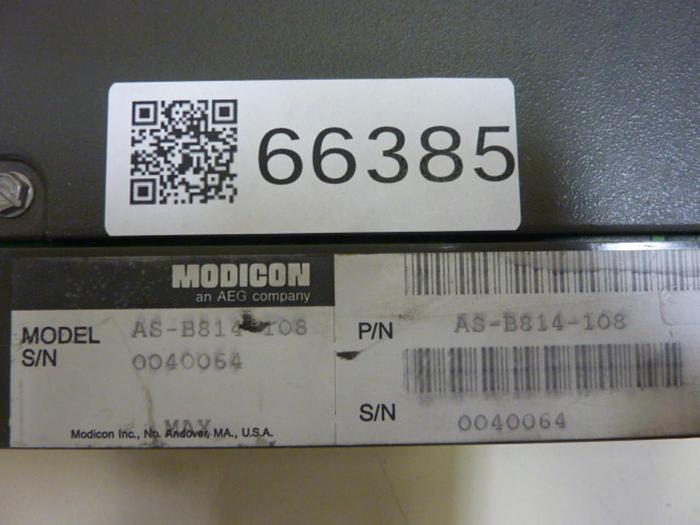 66385
MODICON
an AEG company
MODEL AS-B814-108
S/N 0040064
MAX
Modicon Inc., No. Andover, MA., U.S.A.
P/N AS-B814-108
S/N 0040064